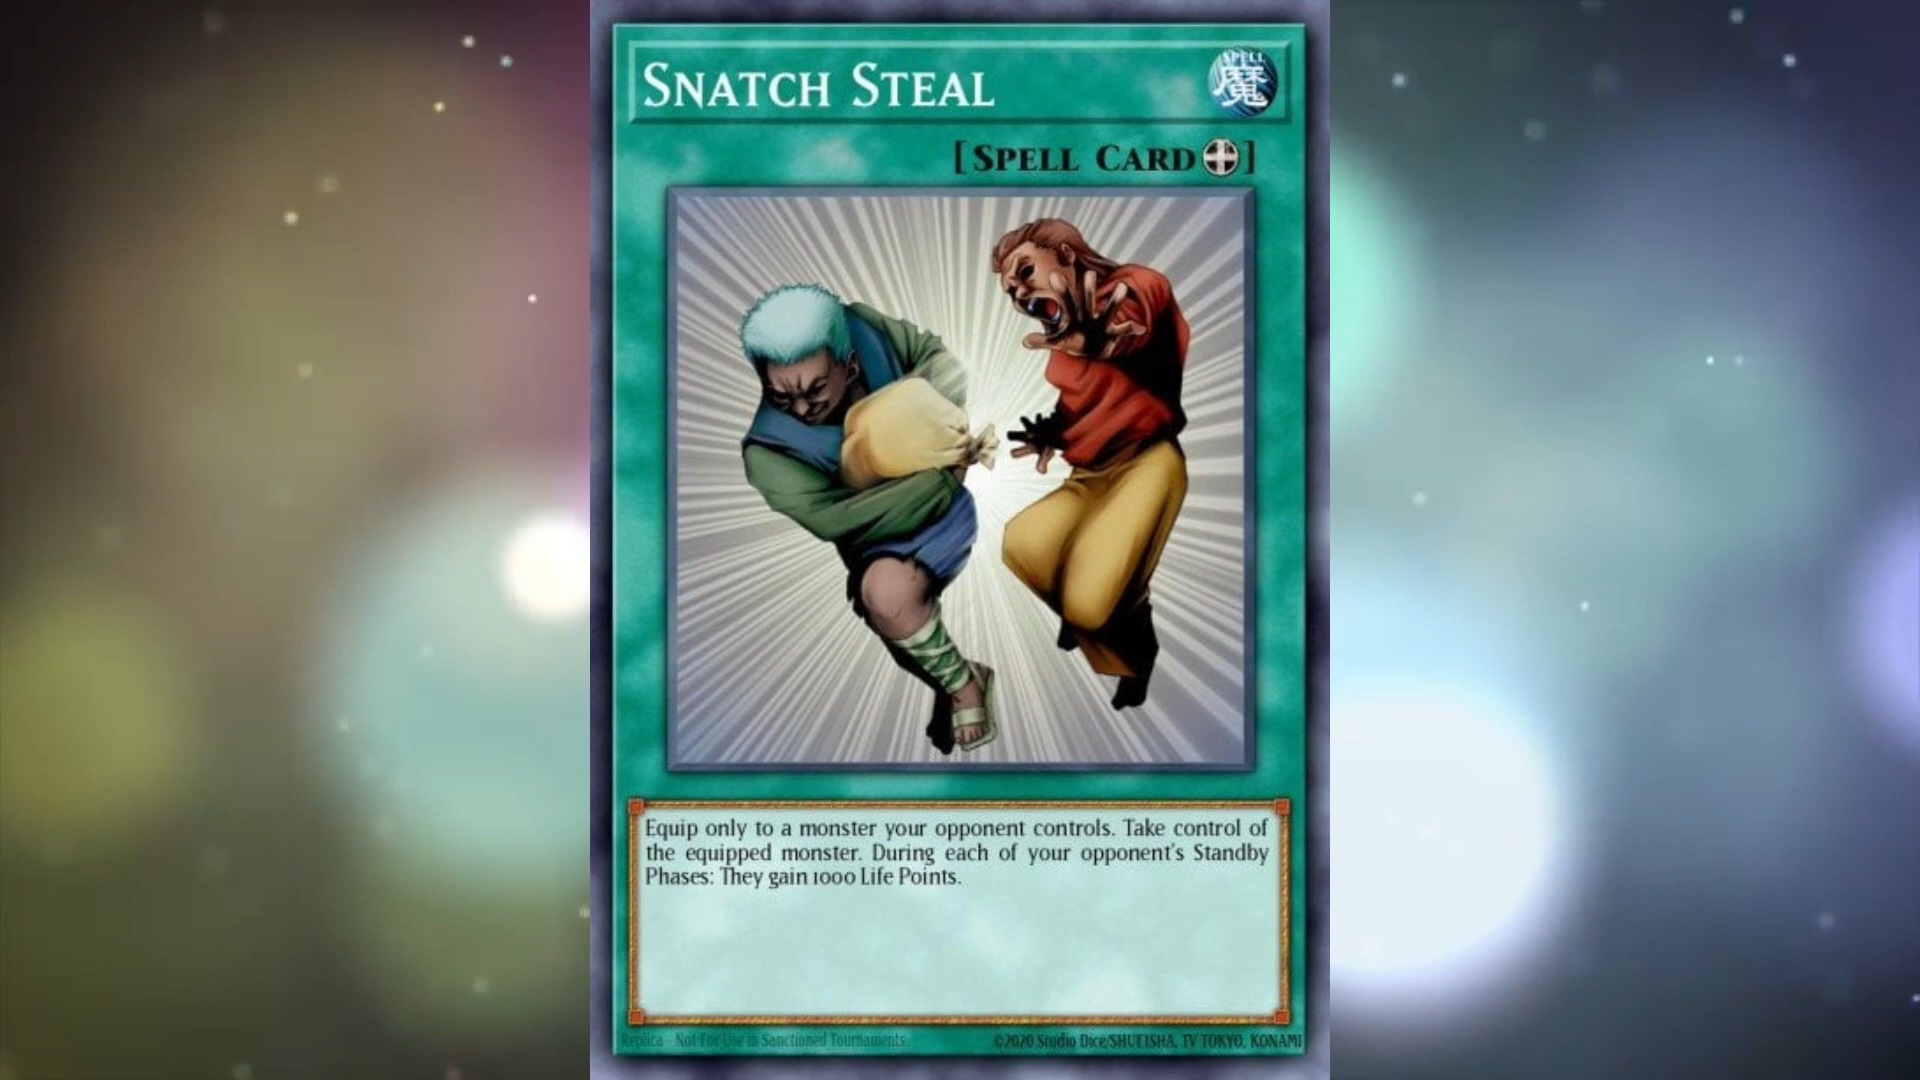 SNATCH STEAL
SPELL
魔
[SPELL CARD]
Equip only to a monster your opponent controls. Take control of
the equipped monster. During each of your opponent's Standby
Phases: They gain 1000 Life Points.
Replica - Not For Use in Sanctioned Tournaments.
©2020 Studio Dice/SHUEISHA, TV TOKYO, KONAMI